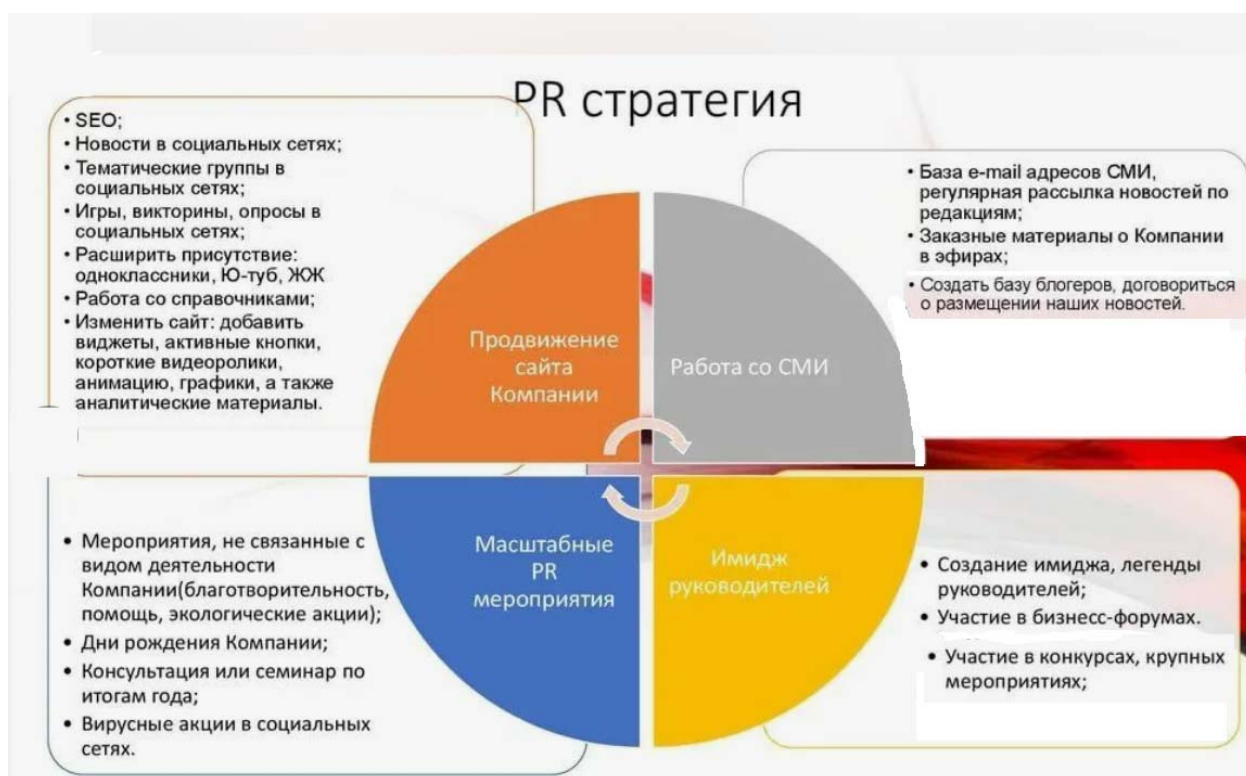 PR стратегия
• SEO;
• Новости в социальных сетях;
• Тематические группы в
социальных сетях;
• Игры, викторины, опросы в
социальных сетях;
• Расширить присутствие:
одноклассники, Ю-туб, ЖЖ
• Работа со справочниками;
• Изменить сайт: добавить
виджеты, активные кнопки,
короткие видеоролики,
анимацию, графики, а также
аналитические материалы.
Продвижение
сайта
Компании
Работа со СМИ
• База e-mail адресов СМИ,
регулярная рассылка новостей по
редакциям;
• Заказные материалы о Компании
в эфирах;
• Создать базу блогеров, договориться
о размещении наших новостей.
• Мероприятия, не связанные с
видом деятельности
Компании(благотворительность,
помощь, экологические акции);
• Дни рождения Компании;
• Консультация или семинар по
итогам года;
• Вирусные акции в социальных
сетях.
Масштабные
PR
мероприятия
Имидж
руководителей
• Создание имиджа, легенды
руководителей;
• Участие в бизнесс-форумах.
• Участие в конкурсах, крупных
мероприятиях;